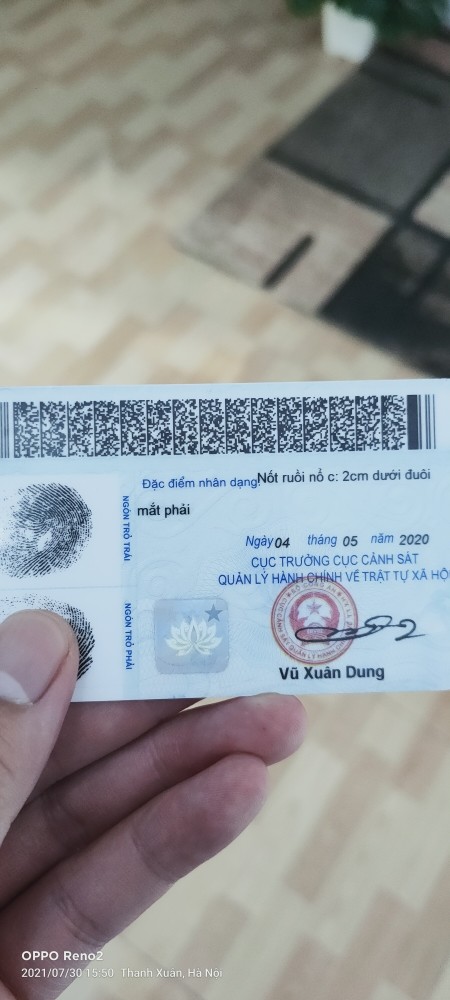 Đặc điểm nhân dạng: Nốt ruồi nổ c: 2cm dưới đuôi
mắt phải
NGÓN TRỎ TRÁI
Ngày 04 tháng 05 năm 2020
CỤC TRƯỞNG CỤC CẢNH SÁT
QUẢN LÝ HÀNH CHÍNH VỀ TRẬT TỰ XÃ HỘ
NGÓN TRỎ PHẢI
Vũ Xuân Dung
OPPO Reno2
2021/07/30 15:50 Thanh Xuân, Hà Nội